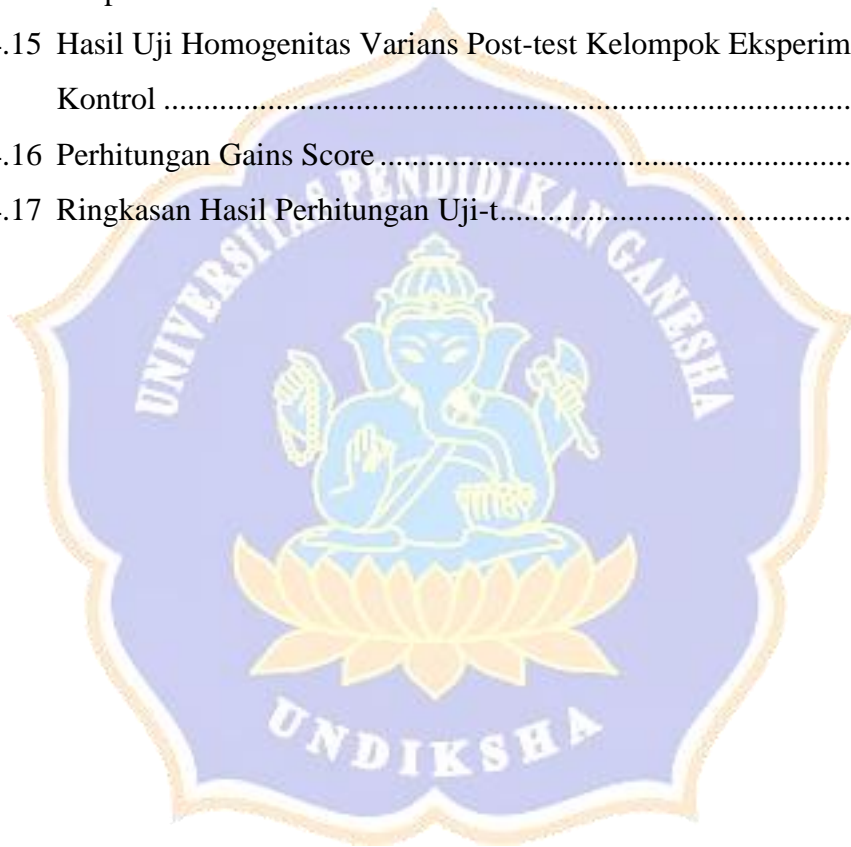 .15 Hasil Uji Homogenitas Varians Post-test Kelompok Eksperim
Kontrol ......................................................................................
.16 Perhitungan Gains Score ...........................................................
.17 Ringkasan Hasil Perhitungan Uji-t............................................
UNIVERSITAS PENDIDIKAN GANESHA
UNDIKSHA